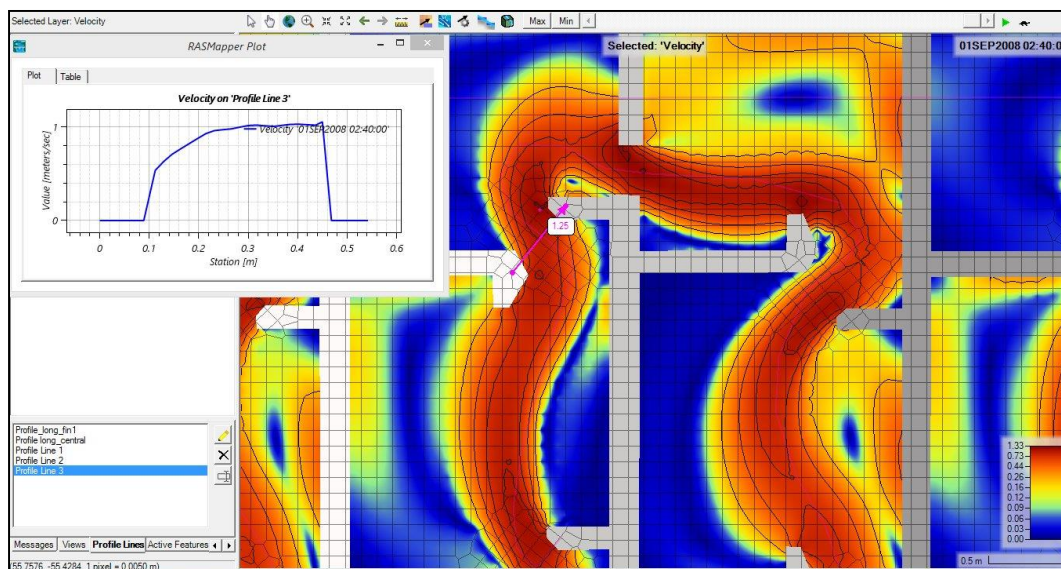 Selected Layer: Velocity
Max
Min
RASMapper Plot
Selected: 'Velocity'
01SEP2008 02:40:0
Plot
Table
Velocity on 'Profile Line 3'
Velocity '01SEP2008 02:40:00'
Value [meters/sec]
1
0
0
0.1
0.2
0.3
0.4
0.5
0.6
Station [m]
1.25
Profile_long_fin1
Profile long_central
Profile Line 1
Profile Line 2
Profile Line 3
1.33
0.73
0.44
0.26
0.16
0.12
0.09
0.06
0.03
0.00
Messages
Views
Profile Lines
Active Features
0.5 m
(55.7576, -55.4284 1 pixel = 0.0050 m)